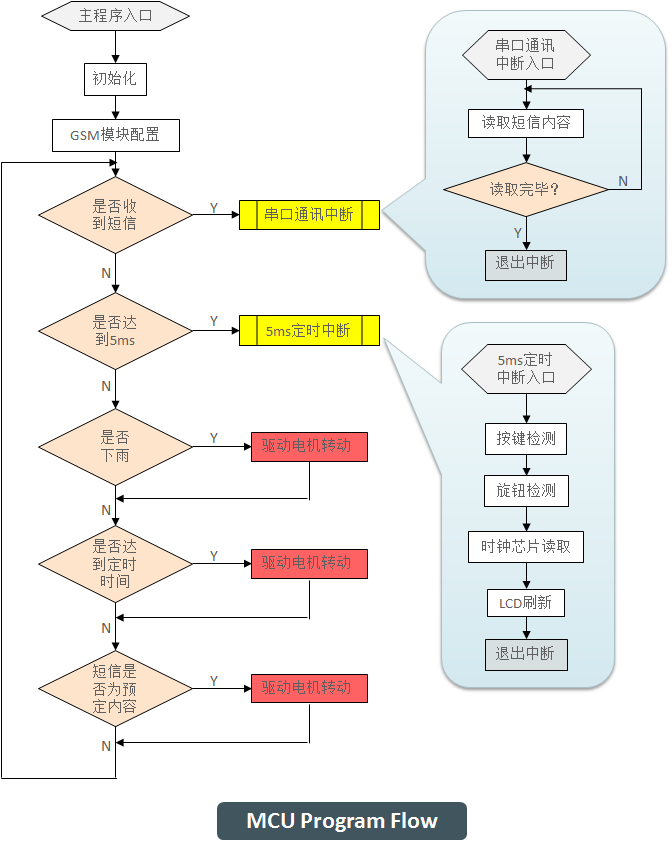 主程序入口
初始化
GSM模块配置
是否收
到短信
Y
串口通讯中断
N
是否达
到5ms
Y
5ms定时中断
N
是否
下雨
Y
驱动电机转动
N
是否达
到定时
时间
Y
驱动电机转动
N
短信是
否为预
定内容
Y
驱动电机转动
N
串口通讯
中断入口
读取短信内容
读取完毕？
N
Y
退出中断
5ms定时
中断入口
按键检测
旋钮检测
时钟芯片读取
LCD刷新
退出中断
MCU Program Flow